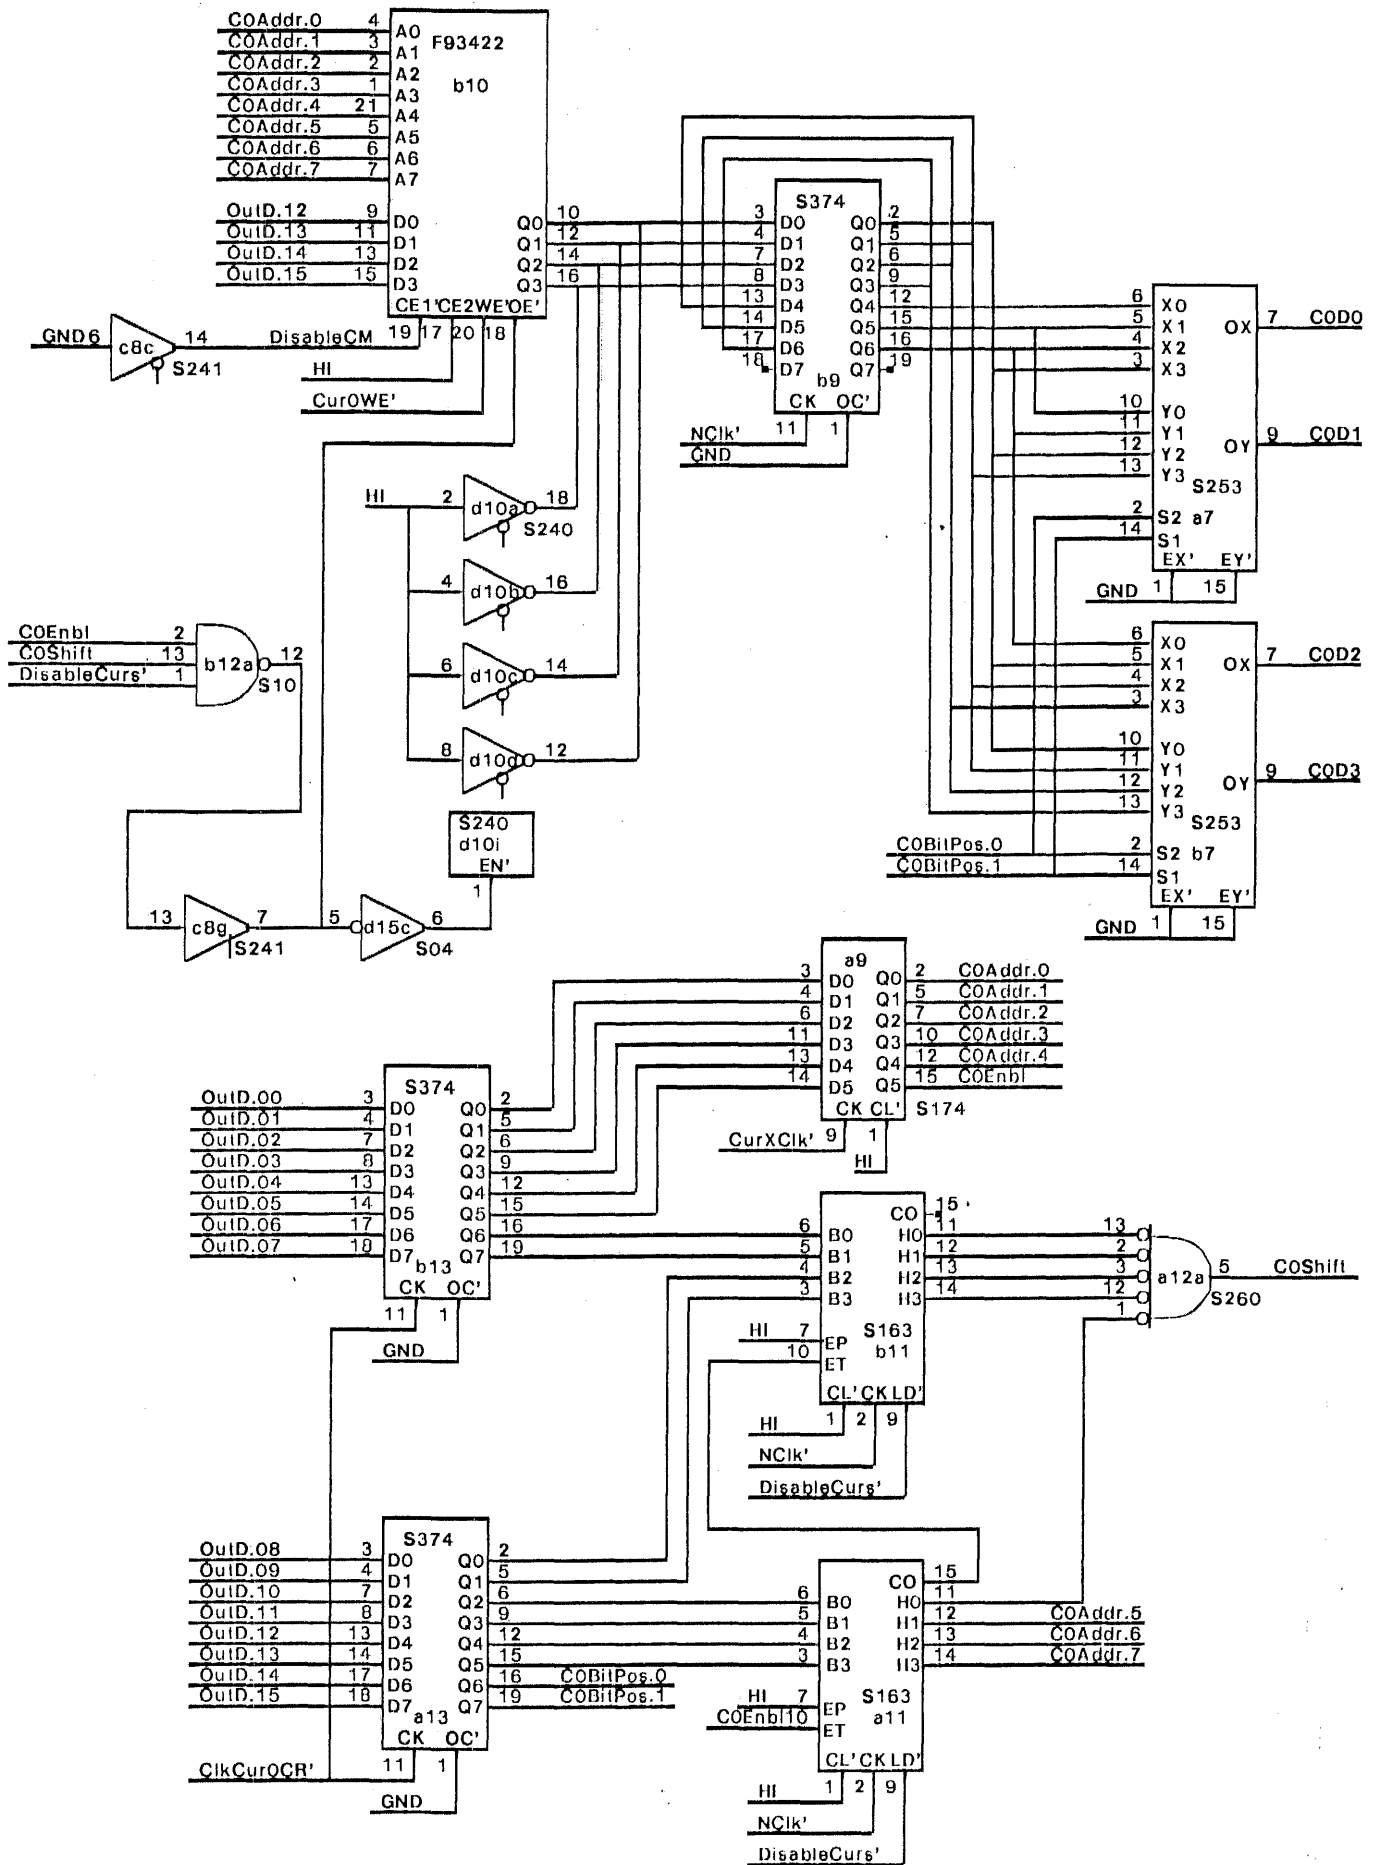 C0Addr.0 4 A0
C0Addr.1 3 A1
C0Addr.2 2 A2
C0Addr.3 1 A3
C0Addr.4 21 A4
C0Addr.5 5 A5
C0Addr.6 6 A6
C0Addr.7 7 A7
F93422
b10
OutD.12 9 D0 Q0 10
OutD.13 11 D1 Q1 12
OutD.14 13 D2 Q2 14
OutD.15 15 D3 Q3 16
CE1' CE2 WE' OE'
19 17 20 18
GND6 c8c 14 DisableCM
S241
HI
Cur0WE'
S374
3 D0 Q0 2
4 D1 Q1 5
7 D2 Q2 6
8 D3 Q3 9
13 D4 Q4 12
14 D5 Q5 15
17 D6 Q6 16
18 D7 Q7 19
b9
CK OC'
NClk' 11 1
GND
6 X0
5 X1 OX 7 C0D0
4 X2
3 X3
10 Y0
11 Y1
12 Y2 OY 9 C0D1
13 Y3
S253
2 S2 a7
14 S1
EX' EY'
GND 1 15
HI 2 d10a 18
S240
4 d10b 16
6 d10c 14
8 d10d 12
S240
d10i
EN'
1
C0Enbl 2
C0Shift 13 b12a 12
DisableCurs' 1
S10
13 c8g 7 5 d15c 6
S241 S04
6 X0
5 X1 OX 7 C0D2
4 X2
3 X3
10 Y0
11 Y1
12 Y2 OY 9 C0D3
13 Y3
S253
C0BitPos.0 2 S2 b7
C0BitPos.1 14 S1
EX' EY'
GND 1 15
a9
3 D0 Q0 2 C0Addr.0
4 D1 Q1 5 C0Addr.1
6 D2 Q2 7 C0Addr.2
11 D3 Q3 10 C0Addr.3
13 D4 Q4 12 C0Addr.4
14 D5 Q5 15 C0Enbl
CK CL' S174
CurXClk' 9 1
HI
S374
OutD.00 3 D0 Q0 2
OutD.01 4 D1 Q1 5
OutD.02 7 D2 Q2 6
OutD.03 8 D3 Q3 9
OutD.04 13 D4 Q4 12
OutD.05 14 D5 Q5 15
OutD.06 17 D6 Q6 16
OutD.07 18 D7 Q7 19
b13
CK OC'
11 1
GND
CO 15
6 B0 H0 11 13
5 B1 H1 12 2
4 B2 H2 13 3 a12a 5 C0Shift
3 B3 H3 14 12 S260
1
HI 7 EP S163
10 ET b11
CL' CK LD'
HI 1 2 9
NClk'
DisableCurs'
S374
OutD.08 3 D0 Q0 2
OutD.09 4 D1 Q1 5
OutD.10 7 D2 Q2 6
OutD.11 8 D3 Q3 9
OutD.12 13 D4 Q4 12
OutD.13 14 D5 Q5 15
OutD.14 17 D6 Q6 16 C0BitPos.0
OutD.15 18 D7 Q7 19 C0BitPos.1
a13
CK OC'
ClkCur0CR' 11 1
GND
CO 15
6 B0 H0 11
5 B1 H1 12 C0Addr.5
4 B2 H2 13 C0Addr.6
3 B3 H3 14 C0Addr.7
HI 7 EP S163
C0Enbl 10 ET a11
CL' CK LD'
HI 1 2 9
NClk'
DisableCurs'